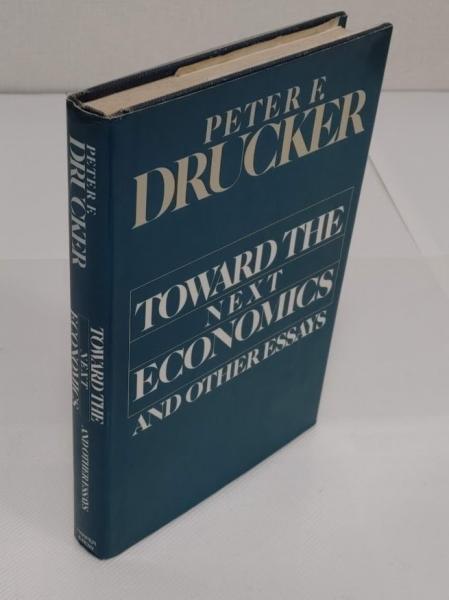 PETER F.
DRUCKER
TOWARD THE
NEXT
ECONOMICS
AND OTHER ESSAYS
PETER F.
DRUCKER
TOWARD THE
NEXT
ECONOMICS
AND OTHER ESSAYS